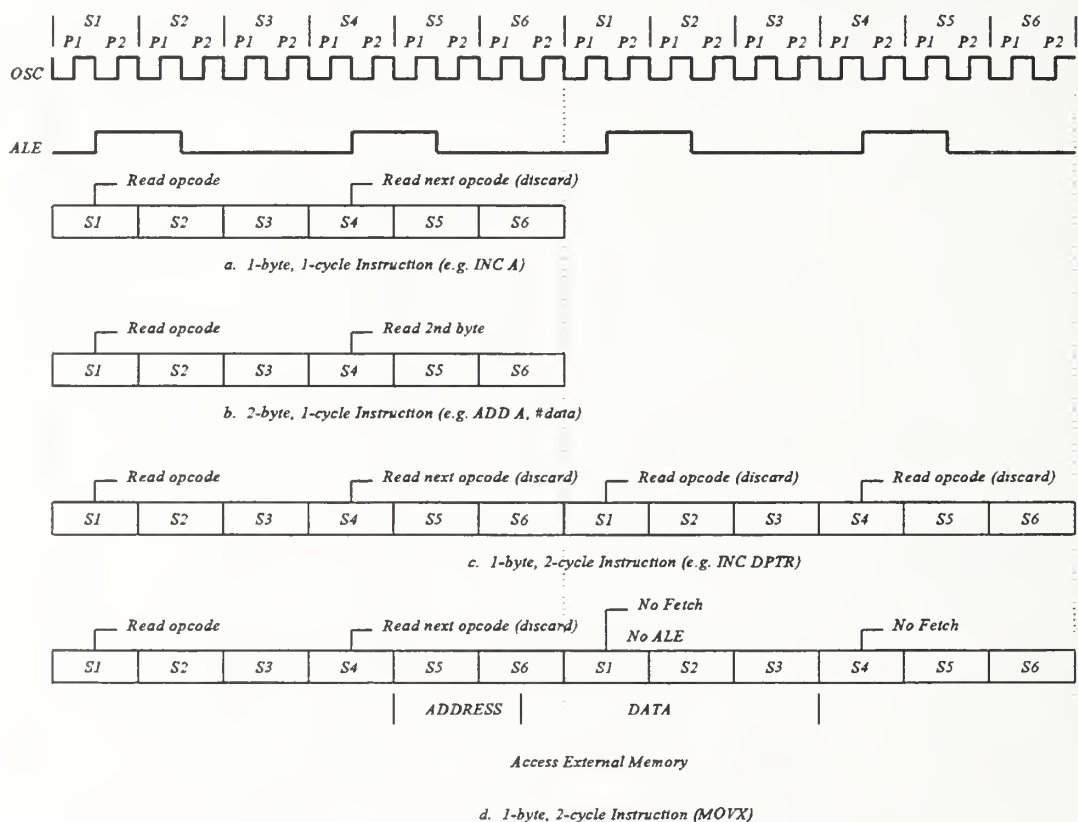 S1 S2 S3 S4 S5 S6 S1 S2 S3 S4 S5 S6
P1 P2 P1 P2 P1 P2 P1 P2 P1 P2 P1 P2 P1 P2 P1 P2 P1 P2 P1 P2 P1 P2 P1 P2
OSC
ALE
Read opcode Read next opcode (discard)
S1 S2 S3 S4 S5 S6
a. 1-byte, 1-cycle Instruction (e.g. INC A)
Read opcode Read 2nd byte
S1 S2 S3 S4 S5 S6
b. 2-byte, 1-cycle Instruction (e.g. ADD A, #data)
Read opcode Read next opcode (discard) Read opcode (discard) Read opcode (discard)
S1 S2 S3 S4 S5 S6 S1 S2 S3 S4 S5 S6
c. 1-byte, 2-cycle Instruction (e.g. INC DPTR)
No Fetch
Read opcode Read next opcode (discard) No ALE No Fetch
S1 S2 S3 S4 S5 S6 S1 S2 S3 S4 S5 S6
ADDRESS DATA
Access External Memory
d. 1-byte, 2-cycle Instruction (MOVX)